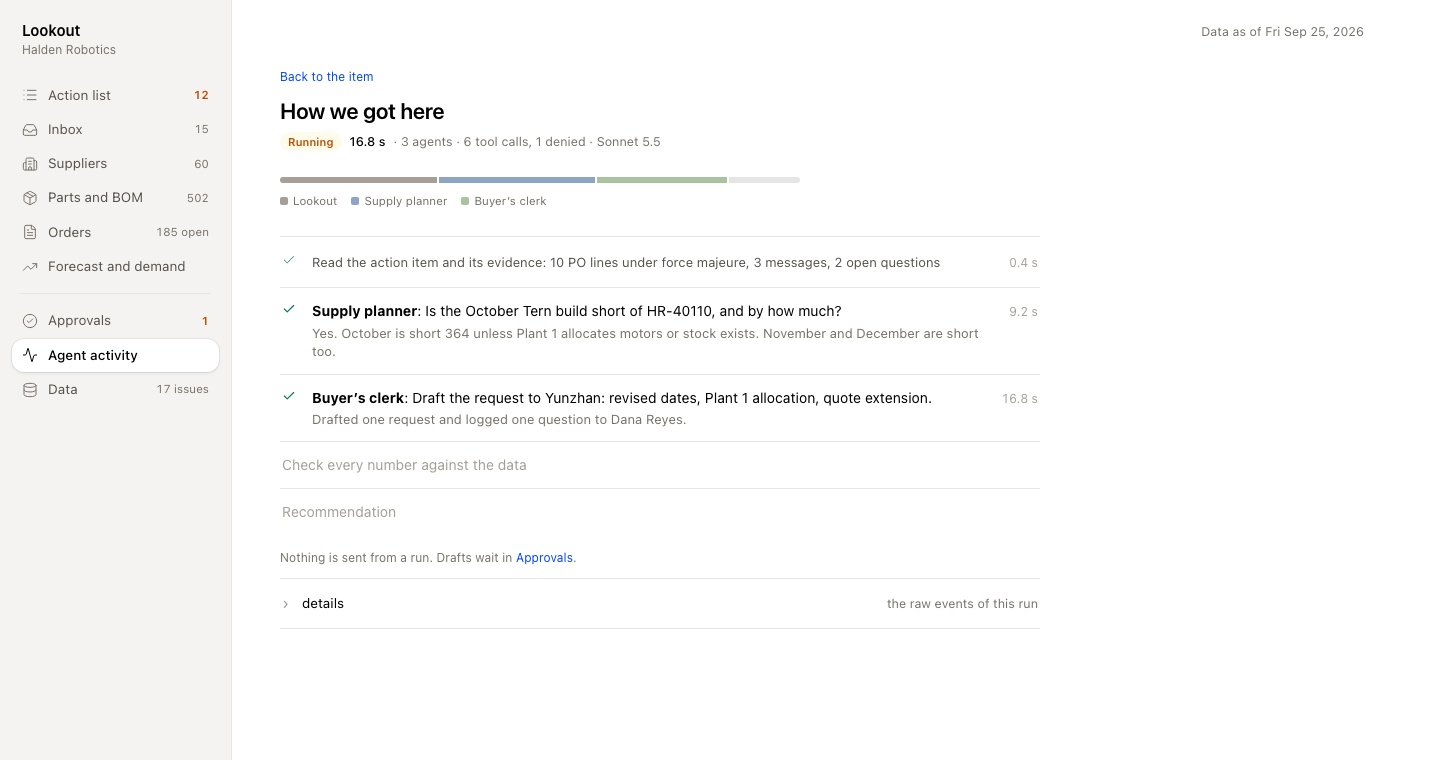 Lookout
Halden Robotics
Action list 12
Inbox 15
Suppliers 60
Parts and BOM 502
Orders 185 open
Forecast and demand
Approvals 1
Agent activity
Data 17 issues
Data as of Fri Sep 25, 2026
Back to the item
How we got here
Running 16.8 s · 3 agents · 6 tool calls, 1 denied · Sonnet 5.5
Lookout Supply planner Buyer's clerk
Read the action item and its evidence: 10 PO lines under force majeure, 3 messages, 2 open questions 0.4 s
Supply planner: Is the October Tern build short of HR-40110, and by how much? 9.2 s
Yes. October is short 364 unless Plant 1 allocates motors or stock exists. November and December are short
too.
Buyer’s clerk: Draft the request to Yunzhan: revised dates, Plant 1 allocation, quote extension. 16.8 s
Drafted one request and logged one question to Dana Reyes.
Check every number against the data
Recommendation
Nothing is sent from a run. Drafts wait in Approvals.
details the raw events of this run